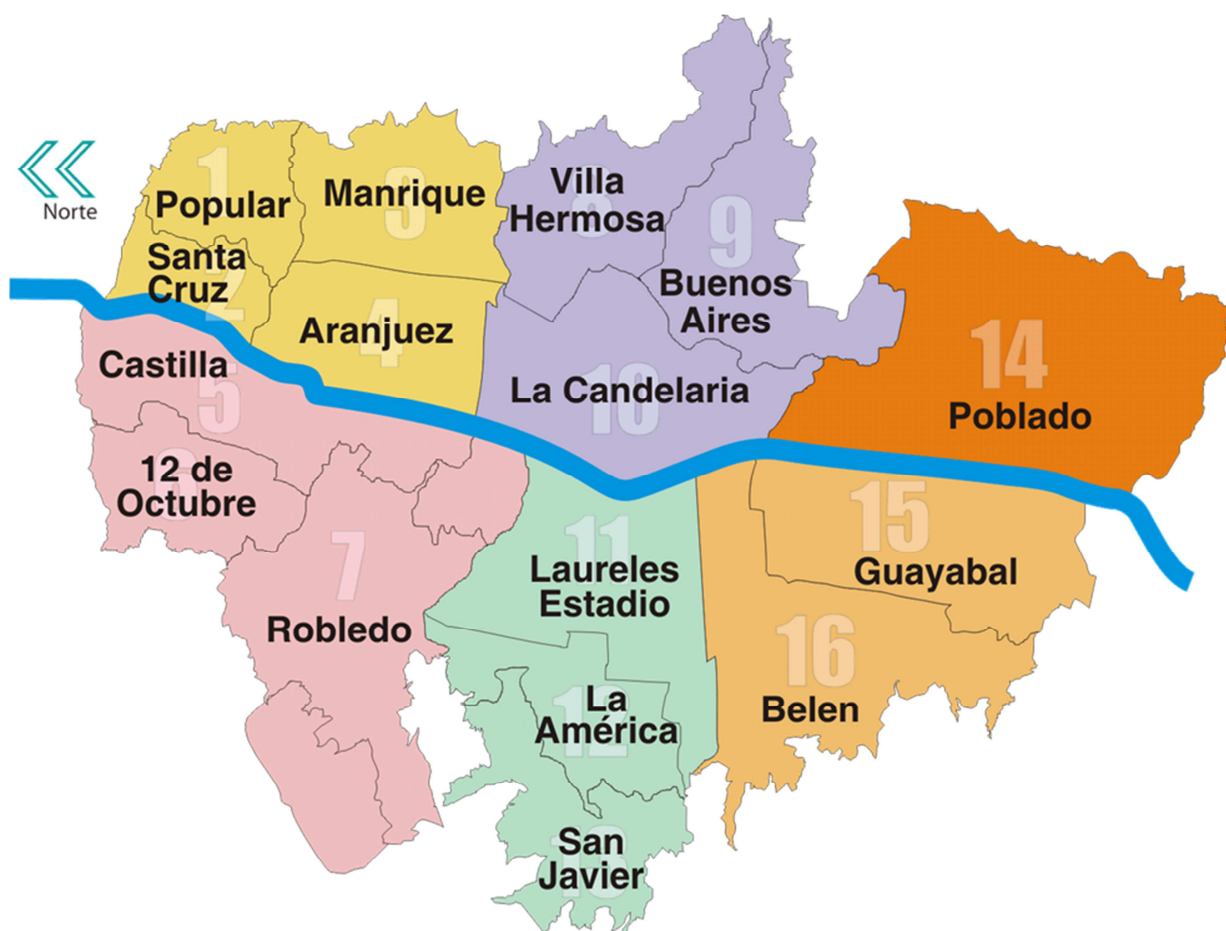 Norte
1
Popular
3
Manrique
Santa
Cruz
2
4
Aranjuez
8
Villa
Hermosa
9
Buenos
Aires
10
La Candelaria
14
Poblado
5
Castilla
6
12 de
Octubre
7
Robledo
11
Laureles
Estadio
12
La
América
13
San
Javier
15
Guayabal
16
Belen